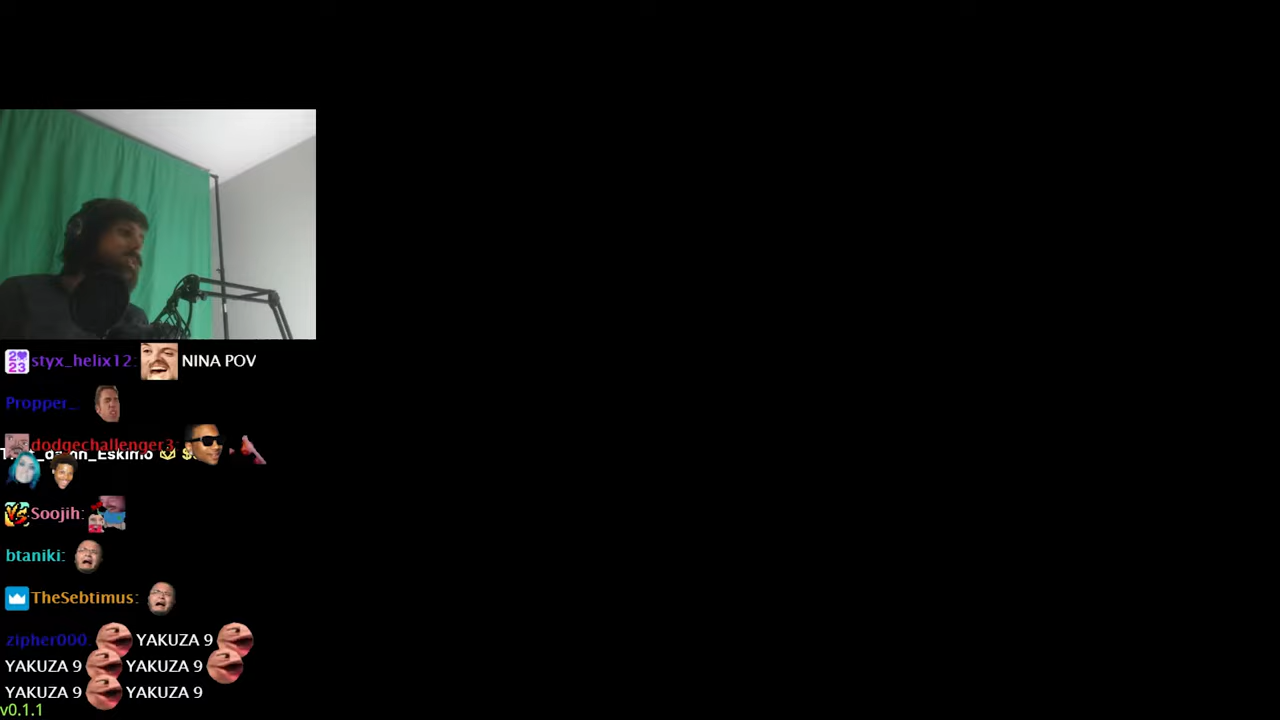 styx_helix12: NINA POV
Propper_:
dodgechallenger3:
Eskimo
Soojih:
btaniki:
TheSebtimus:
zipher000: YAKUZA 9
YAKUZA 9 YAKUZA 9
YAKUZA 9 YAKUZA 9
v0.1.1